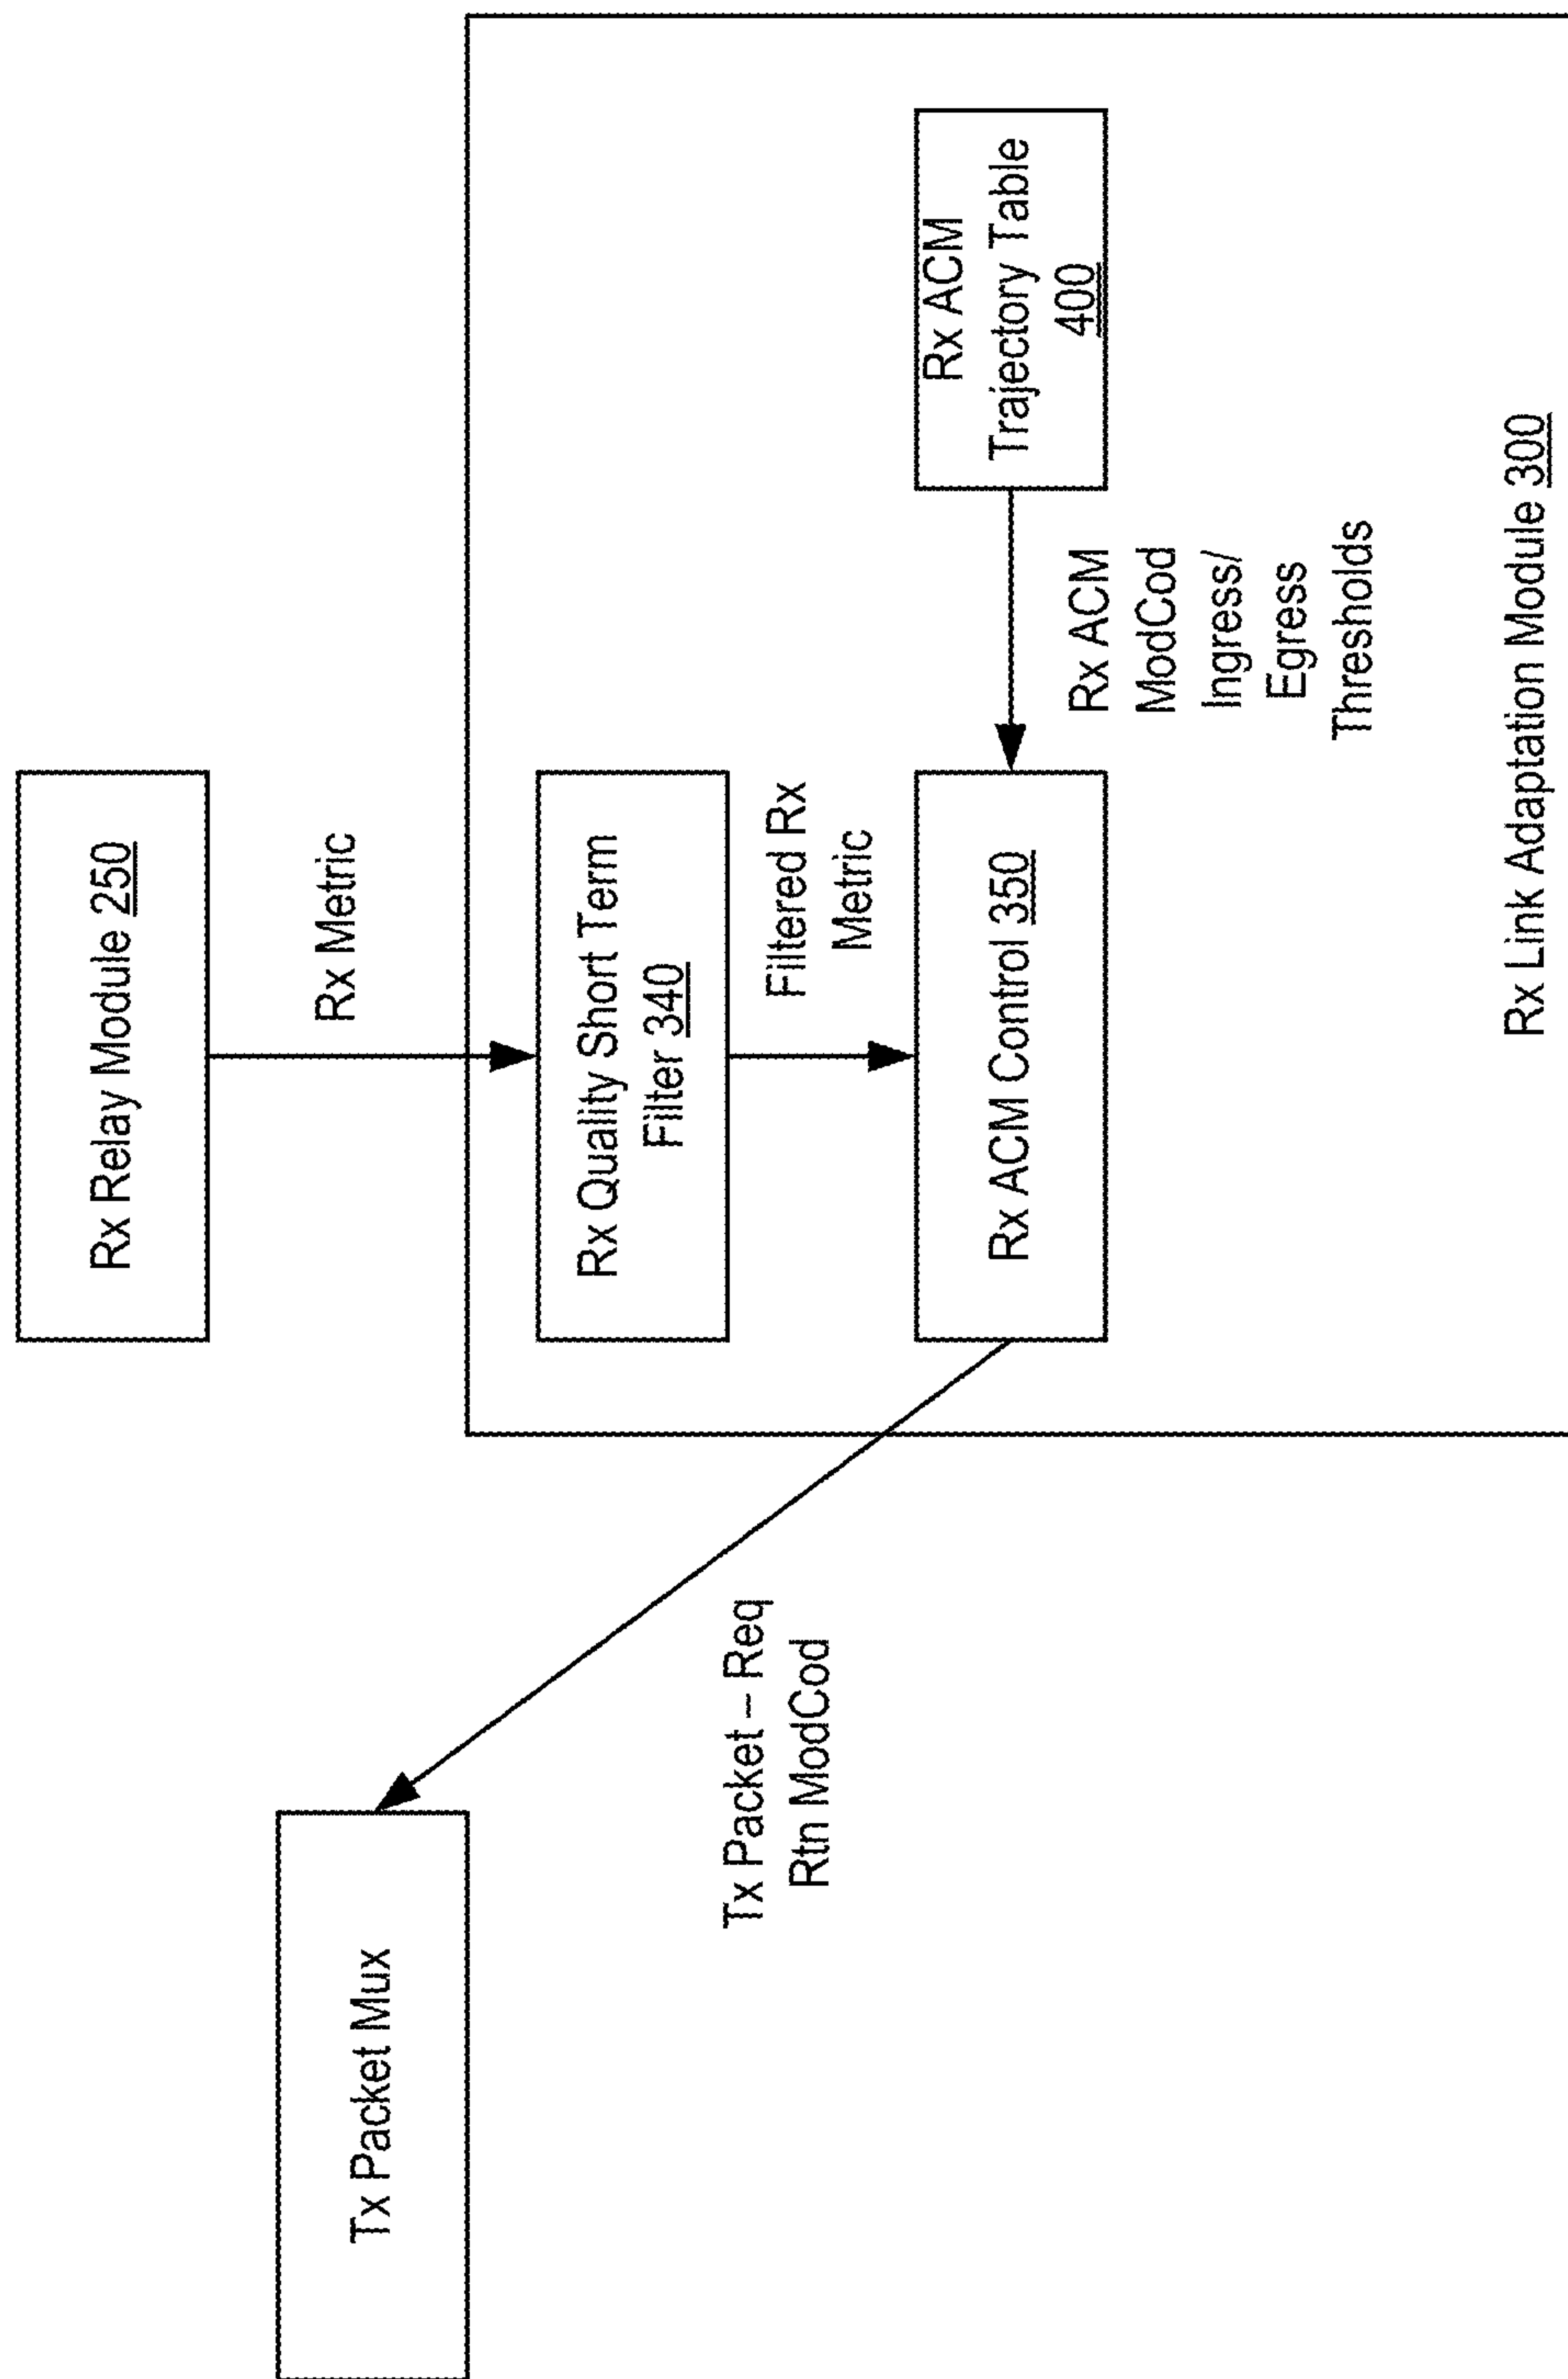 Rx Relay Module 250
Rx Metric
Tx Packet Mux
Rx Quality Short Term
Filter 340
Filtered Rx
Metric
Tx Packet – Req
Rtn ModCod
Rx ACM Control 350
Rx ACM
Trajectory Table
400
Rx ACM
ModCod
Ingress/
Egress
Thresholds
Rx Link Adaptation Module 300